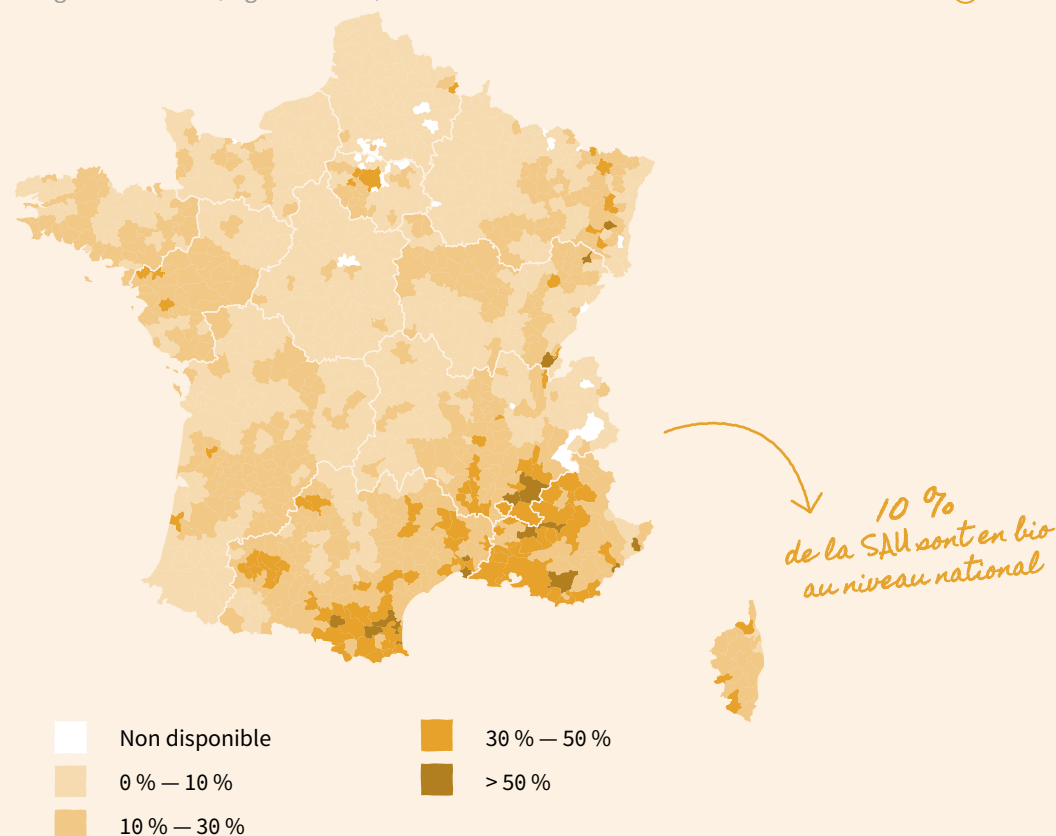 10 %
de la SAU sont en bio
au niveau national
Non disponible
0 % — 10 %
10 % — 30 %
30 % — 50 %
> 50 %